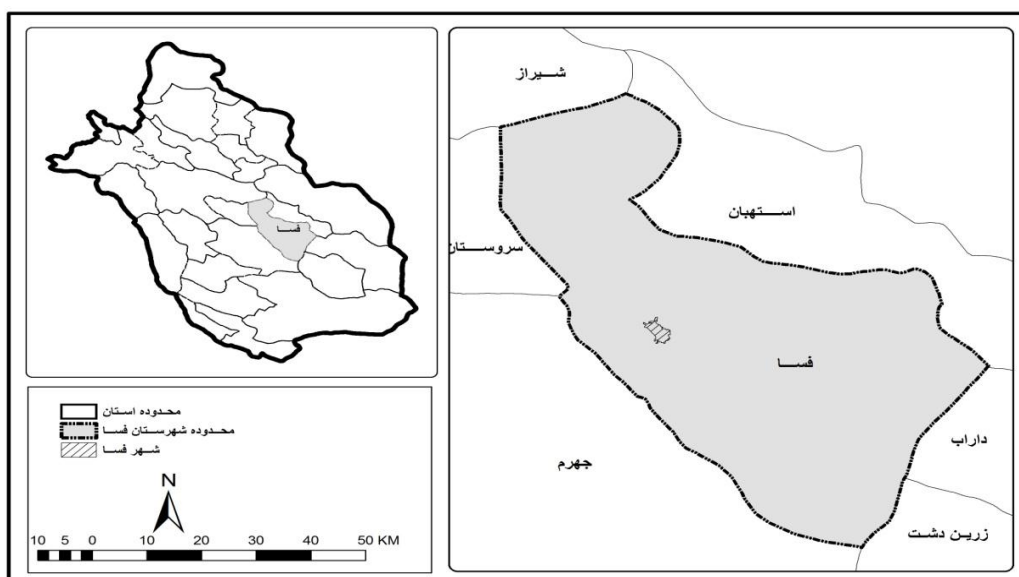 شیراز
استهبان
سروستان
فسا
فسا
داراب
جهرم
زرین دشت
محدوده استان
محدوده شهرستان فسا
شهر فسا
N
10 5 0 10 20 30 40 50 KM